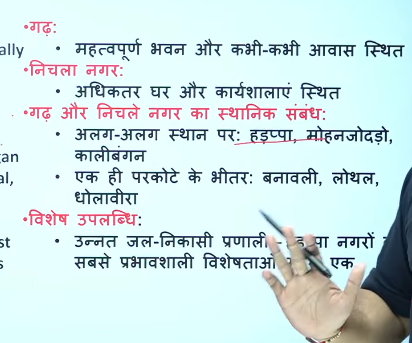 •गढ़:
ally • महत्वपूर्ण भवन और कभी-कभी आवास स्थित
•निचला नगर:
• अधिकतर घर और कार्यशालाएं स्थित
•गढ़ और निचले नगर का स्थानिक संबंध:
• अलग-अलग स्थान पर: हड़प्पा, मोहनजोदड़ो,
an कालीबंगन
al, • एक ही परकोटे के भीतर: बनावली, लोथल,
धोलावीरा
•विशेष उपलब्धि:
st • उन्नत जल-निकासी प्रणाली नगरों
s सबसे प्रभावशाली विशेषताओं एक